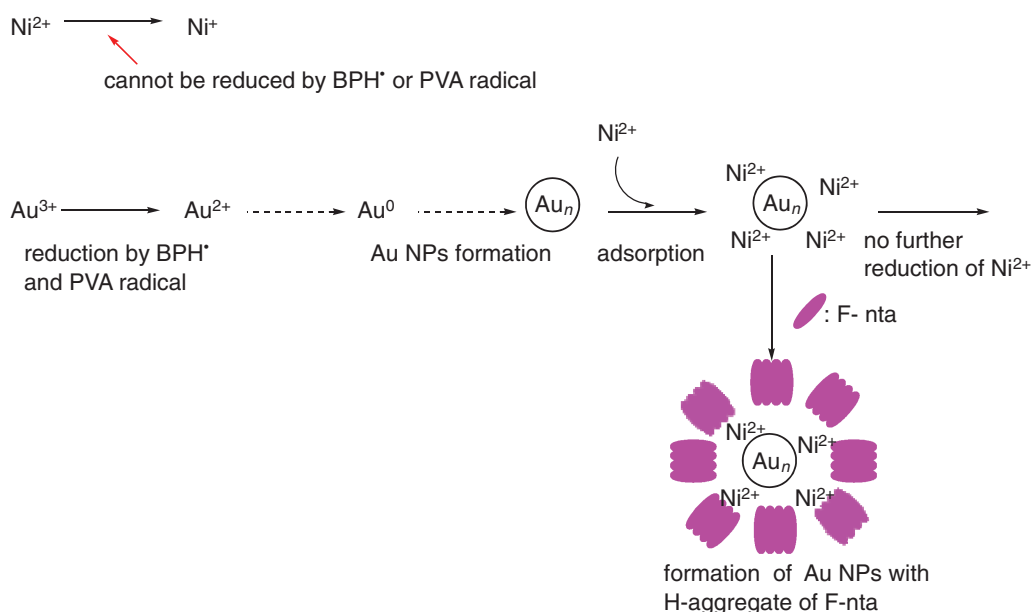 Ni²⁺ Ni⁺
cannot be reduced by BPH• or PVA radical
Ni²⁺
Au³⁺ Au²⁺ Au⁰ Auₙ Ni²⁺ Ni²⁺ Auₙ Ni²⁺ Ni²⁺
reduction by BPH•
and PVA radical
Au NPs formation
adsorption
no further
reduction of Ni²⁺
: F- nta
Ni²⁺ Ni²⁺
Auₙ
Ni²⁺ Ni²⁺
formation of Au NPs with
H-aggregate of F-nta